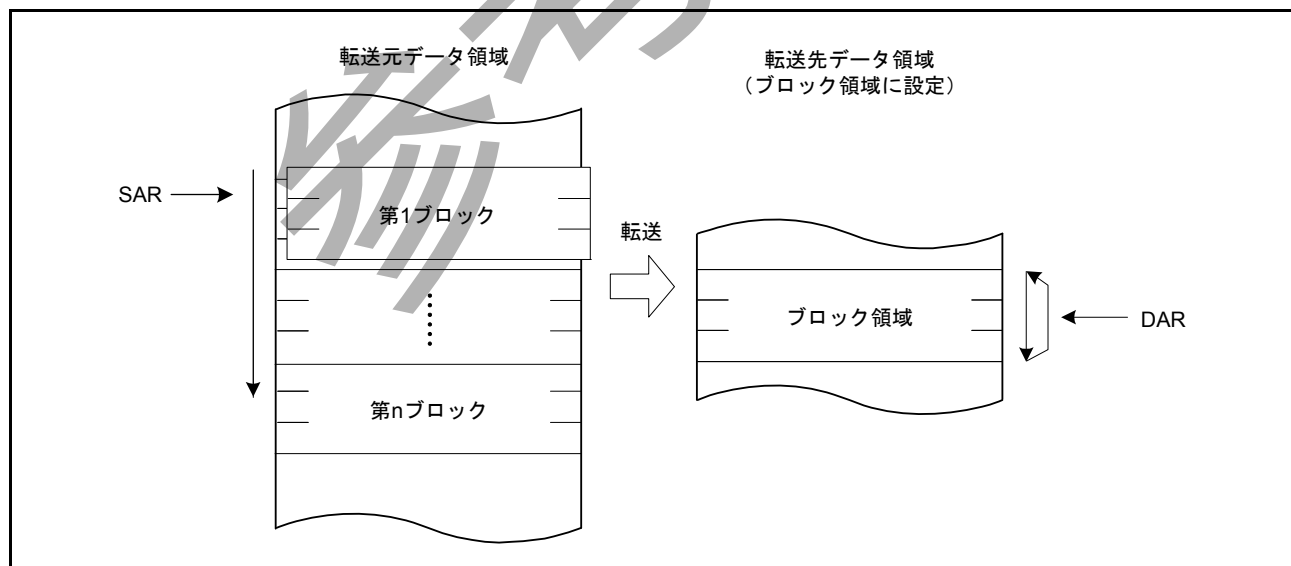 転送元データ領域
転送先データ領域
（ブロック領域に設定）
SAR
第1ブロック
転送
ブロック領域
DAR
第nブロック